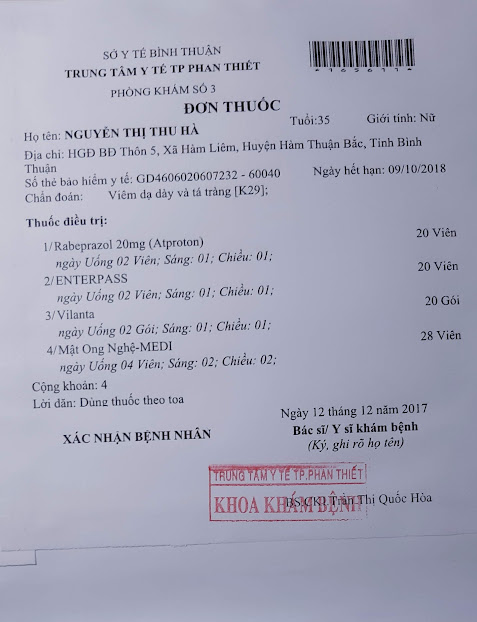 SỞ Y TẾ BÌNH THUẬN
TRUNG TÂM Y TẾ TP PHAN THIẾT
PHÒNG KHÁM SỐ 3
*165611*
ĐƠN THUỐC
Họ tên: NGUYỄN THỊ THU HÀ Tuổi:35 Giới tính: Nữ
Địa chỉ: HGĐ BĐ Thôn 5, Xã Hàm Liêm, Huyện Hàm Thuận Bắc, Tỉnh Bình
Thuận
Số thẻ bảo hiểm y tế: GD4606020607232 - 60040 Ngày hết hạn: 09/10/2018
Chẩn đoán: Viêm dạ dày và tá tràng [K29];
Thuốc điều trị:
1/Rabeprazol 20mg (Atproton) 20 Viên
ngày Uống 02 Viên; Sáng: 01; Chiều: 01;
2/ENTERPASS 20 Viên
ngày Uống 02 Viên; Sáng: 01; Chiều: 01;
3/Vilanta 20 Gói
ngày Uống 02 Gói; Sáng: 01; Chiều: 01;
4/Mật Ong Nghệ-MEDI 28 Viên
ngày Uống 04 Viên; Sáng: 02; Chiều: 02;
Cộng khoản: 4
Lời dặn: Dùng thuốc theo toa
Ngày 12 tháng 12 năm 2017
XÁC NHẬN BỆNH NHÂN Bác sĩ/ Y sĩ khám bệnh
(Ký, ghi rõ họ tên)
TRUNG TÂM Y TẾ TP.PHAN THIẾT
KHOA KHÁM BỆNH
BS.CKI Trần Thị Quốc Hòa